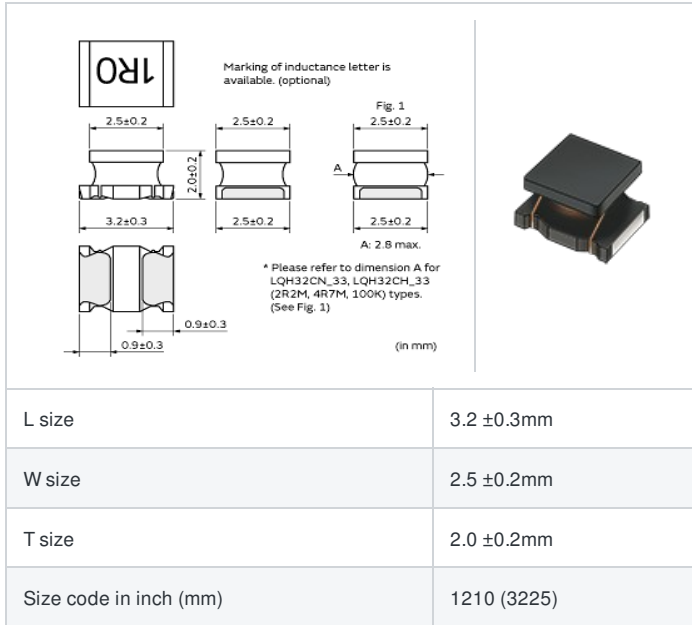 1R0
Marking of inductance letter is
available. (optional)
Fig. 1
2.5±0.2
2.5±0.2
2.5±0.2
2.0±0.2
A
3.2±0.3
2.5±0.2
2.5±0.2
A: 2.8 max.
* Please refer to dimension A for
LQH32CN_33, LQH32CH_33
(2R2M, 4R7M, 100K) types.
(See Fig. 1)
0.9±0.3
0.9±0.3
(in mm)
L size 3.2 ±0.3mm
W size 2.5 ±0.2mm
T size 2.0 ±0.2mm
Size code in inch (mm) 1210 (3225)